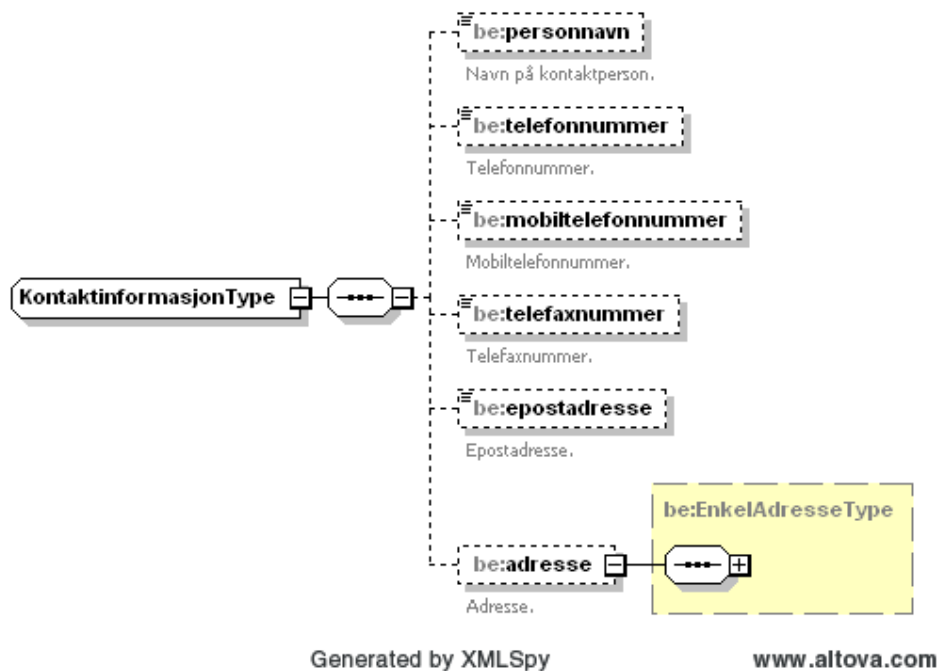 be:personnavn
Navn på kontaktperson.
be:telefonnummer
Telefonnummer.
be:mobiltelefonnummer
Mobiltelefonnummer.
KontaktinformasjonType
be:telefaxnummer
Telefaxnummer.
be:epostadresse
Epostadresse.
be:EnkelAdresseType
be:adresse
Adresse.
Generated by XMLSpy
www.altova.com